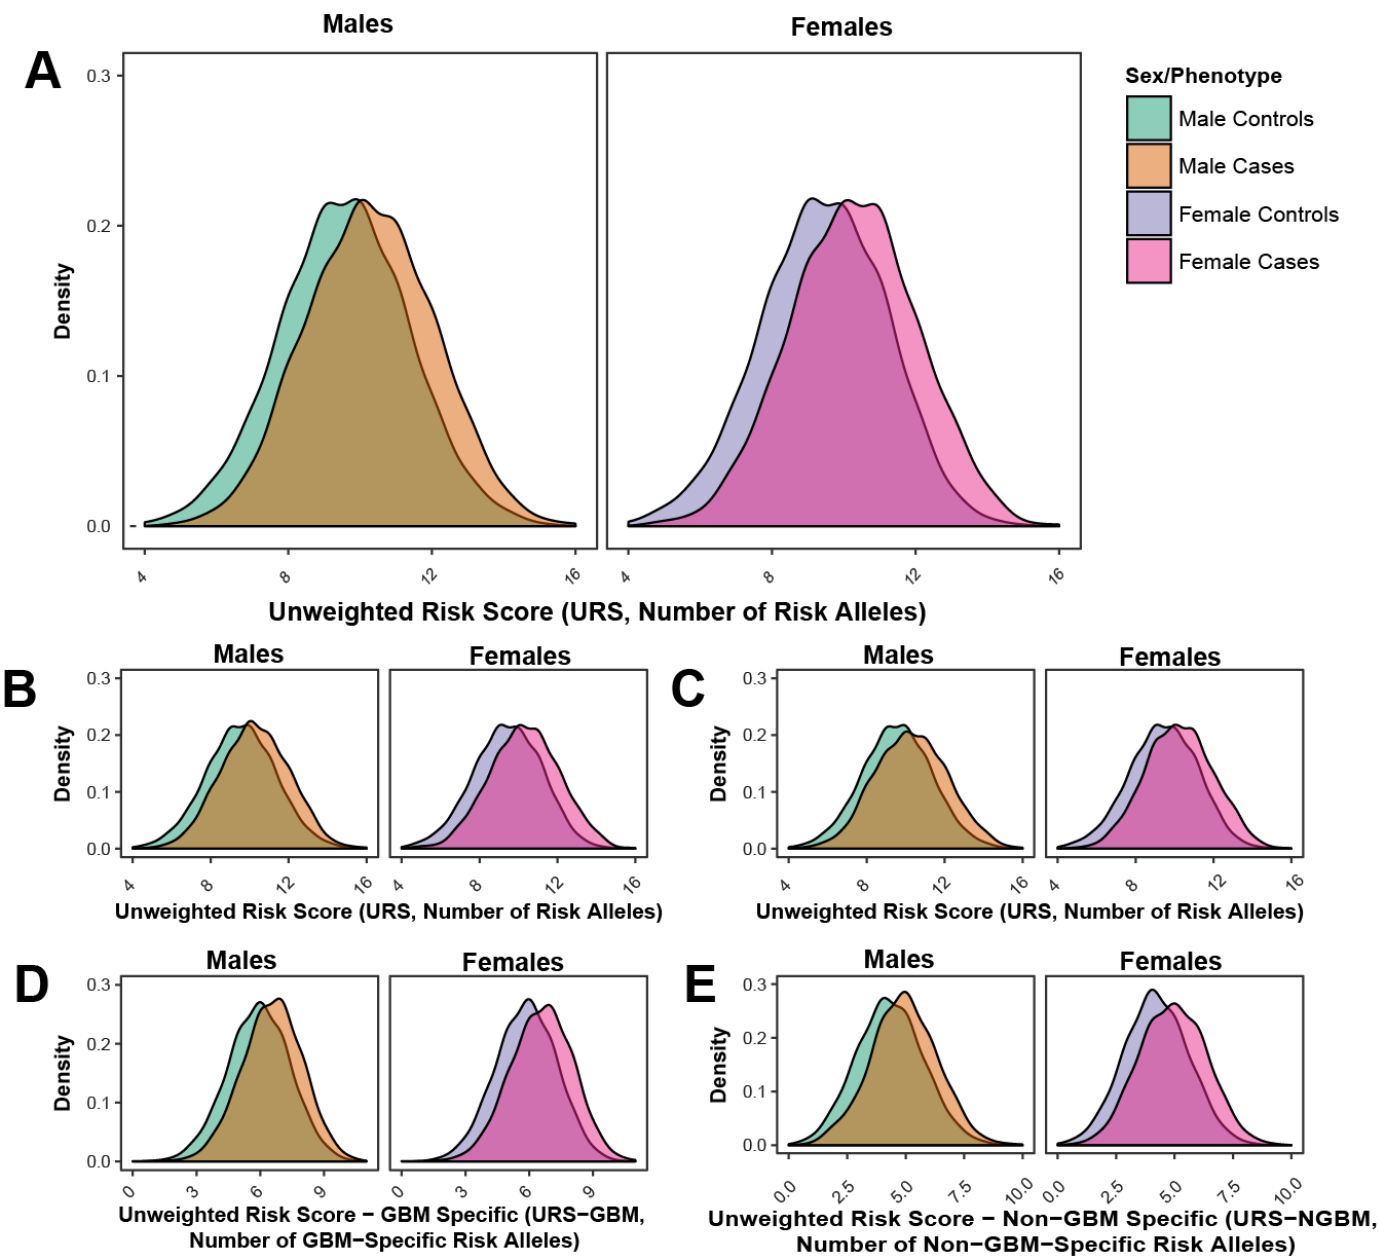 Males
Females
A
Sex/Phenotype
Male Controls
Male Cases
Female Controls
Female Cases
0.3
0.2
0.1
0.0
Density
4
8
12
16
4
8
12
16
Unweighted Risk Score (URS, Number of Risk Alleles)
B
Males
Females
0.3
0.2
0.1
0.0
Density
4
8
12
16
4
8
12
16
Unweighted Risk Score (URS, Number of Risk Alleles)
C
Males
Females
0.3
0.2
0.1
0.0
Density
4
8
12
16
4
8
12
16
Unweighted Risk Score (URS, Number of Risk Alleles)
D
Males
Females
0.3
0.2
0.1
0.0
Density
0
3
6
9
0
3
6
9
Unweighted Risk Score − GBM Specific (URS−GBM,
Number of GBM−Specific Risk Alleles)
E
Males
Females
0.3
0.2
0.1
0.0
Density
0.0
2.5
5.0
7.5
10.0
0.0
2.5
5.0
7.5
10.0
Unweighted Risk Score − Non−GBM Specific (URS−NGBM,
Number of Non−GBM−Specific Risk Alleles)